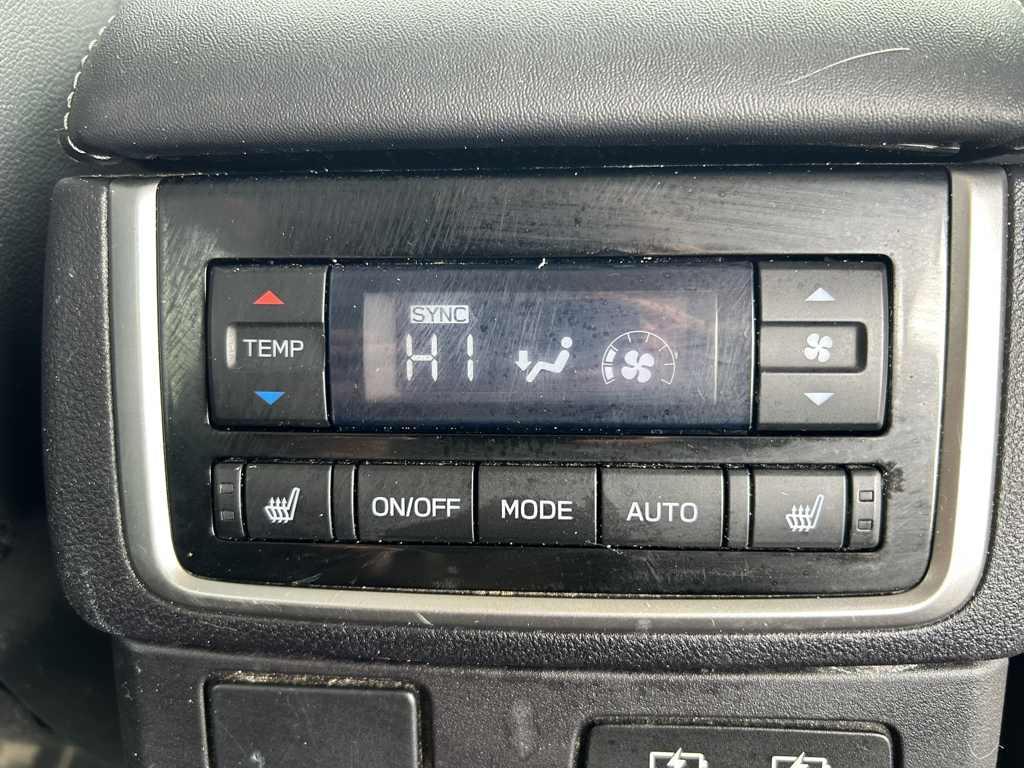 SYNC
TEMP
HI
ON/OFF
MODE
AUTO